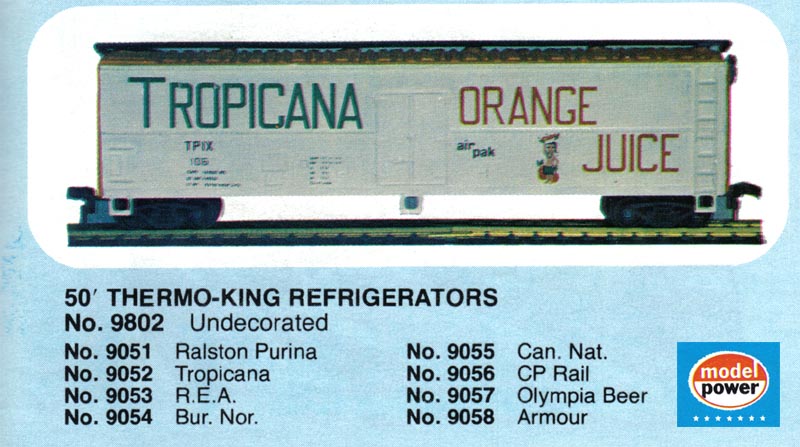 TROPICANA ORANGE
JUICE
air
pak
TPIX
106
50' THERMO-KING REFRIGERATORS
No. 9802 Undecorated
No. 9051 Ralston Purina
No. 9052 Tropicana
No. 9053 R.E.A.
No. 9054 Bur. Nor.
No. 9055 Can. Nat.
No. 9056 CP Rail
No. 9057 Olympia Beer
No. 9058 Armour
model
power